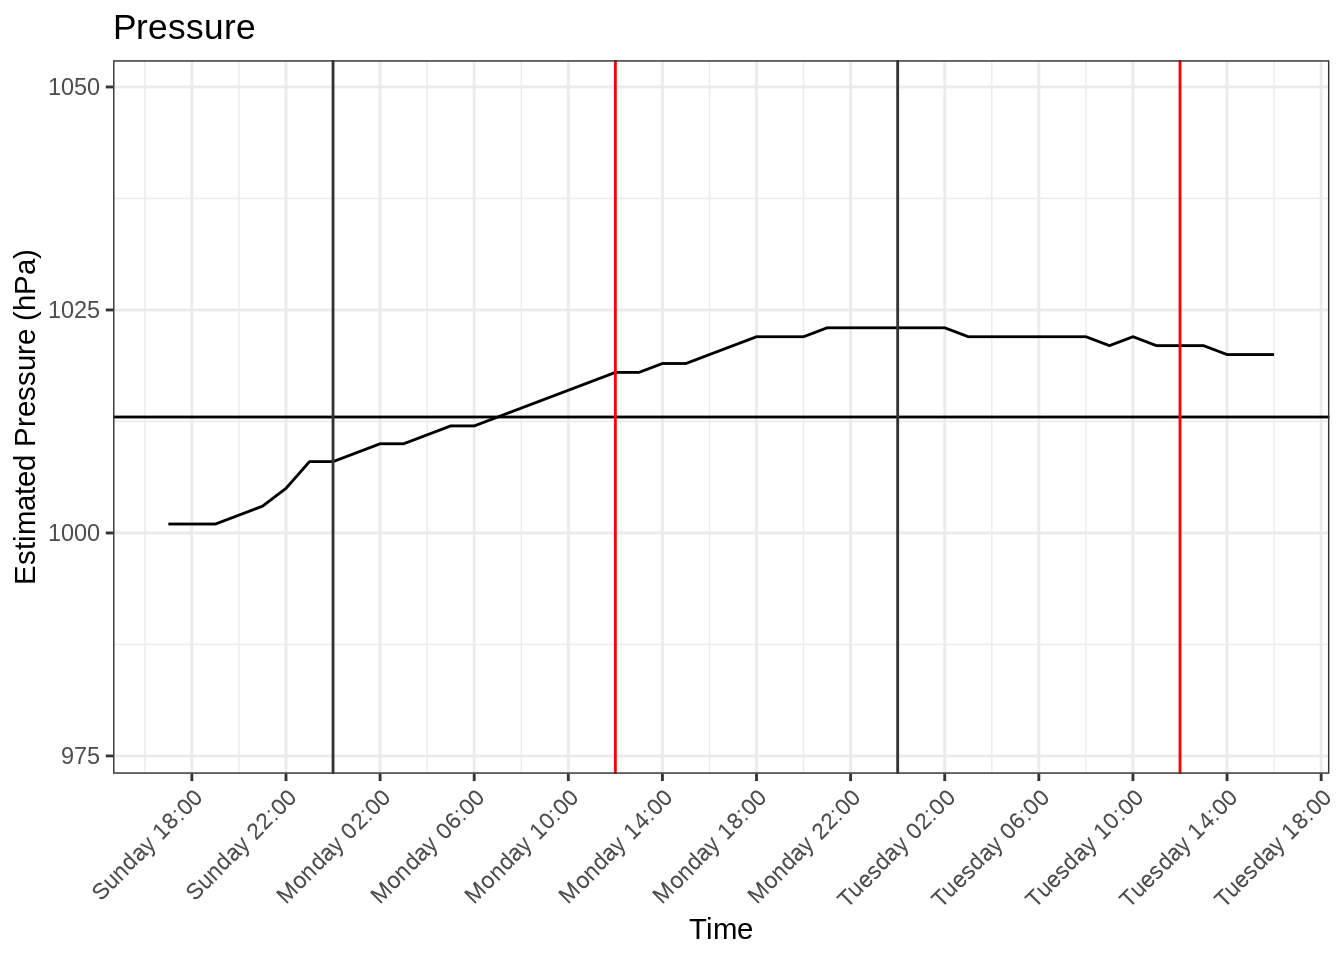 Pressure
Estimated Pressure (hPa)
1050
1025
1000
975
Sunday 18:00
Sunday 22:00
Monday 02:00
Monday 06:00
Monday 10:00
Monday 14:00
Monday 18:00
Monday 22:00
Tuesday 02:00
Tuesday 06:00
Tuesday 10:00
Tuesday 14:00
Tuesday 18:00
Time